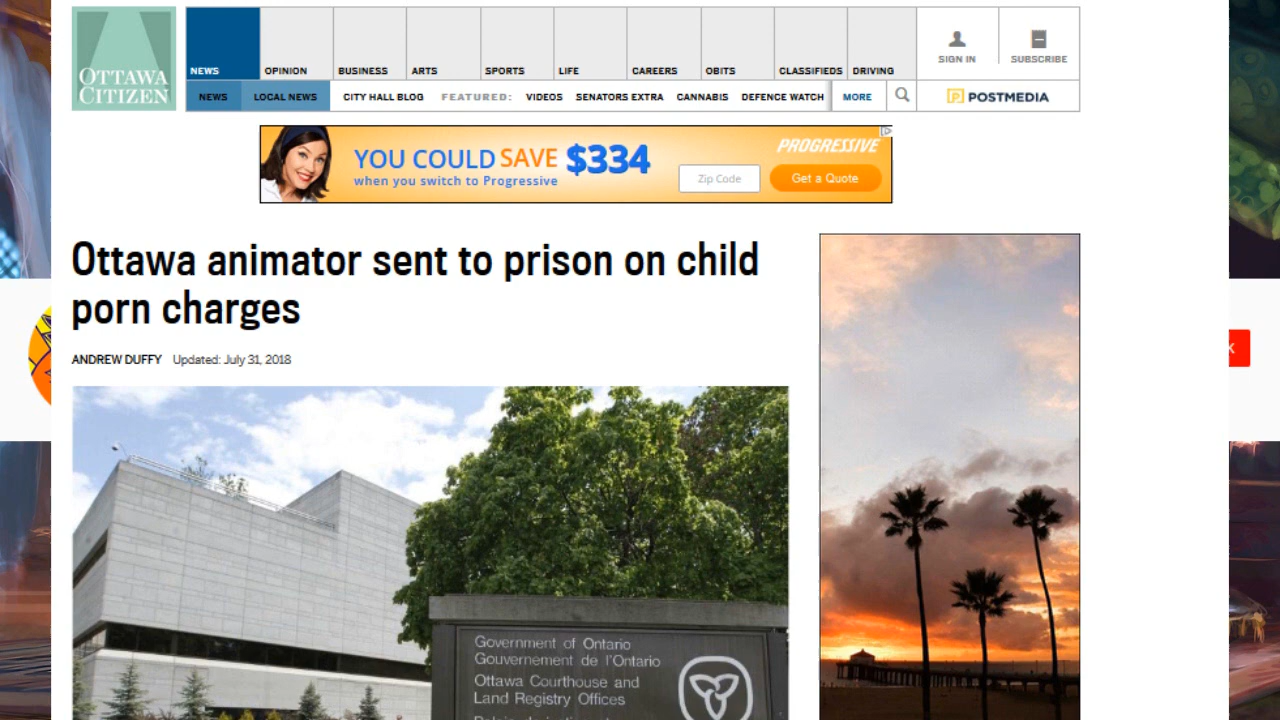 OTTAWA
CITIZEN
NEWS
OPINION
BUSINESS
ARTS
SPORTS
LIFE
CAREERS
OBITS
CLASSIFIEDS
DRIVING
SIGN IN
SUBSCRIBE
NEWS
LOCAL NEWS
CITY HALL BLOG
FEATURED:
VIDEOS
SENATORS EXTRA
CANNABIS
DEFENCE WATCH
MORE
POSTMEDIA
YOU COULD SAVE $334
when you switch to Progressive
Zip Code
PROGRESSIVE
Get a Quote
Ottawa animator sent to prison on child
porn charges
ANDREW DUFFY Updated: July 31, 2018
Government of Ontario
Gouvernement de l'Ontario
Ottawa Courthouse and
Land Registry Offices